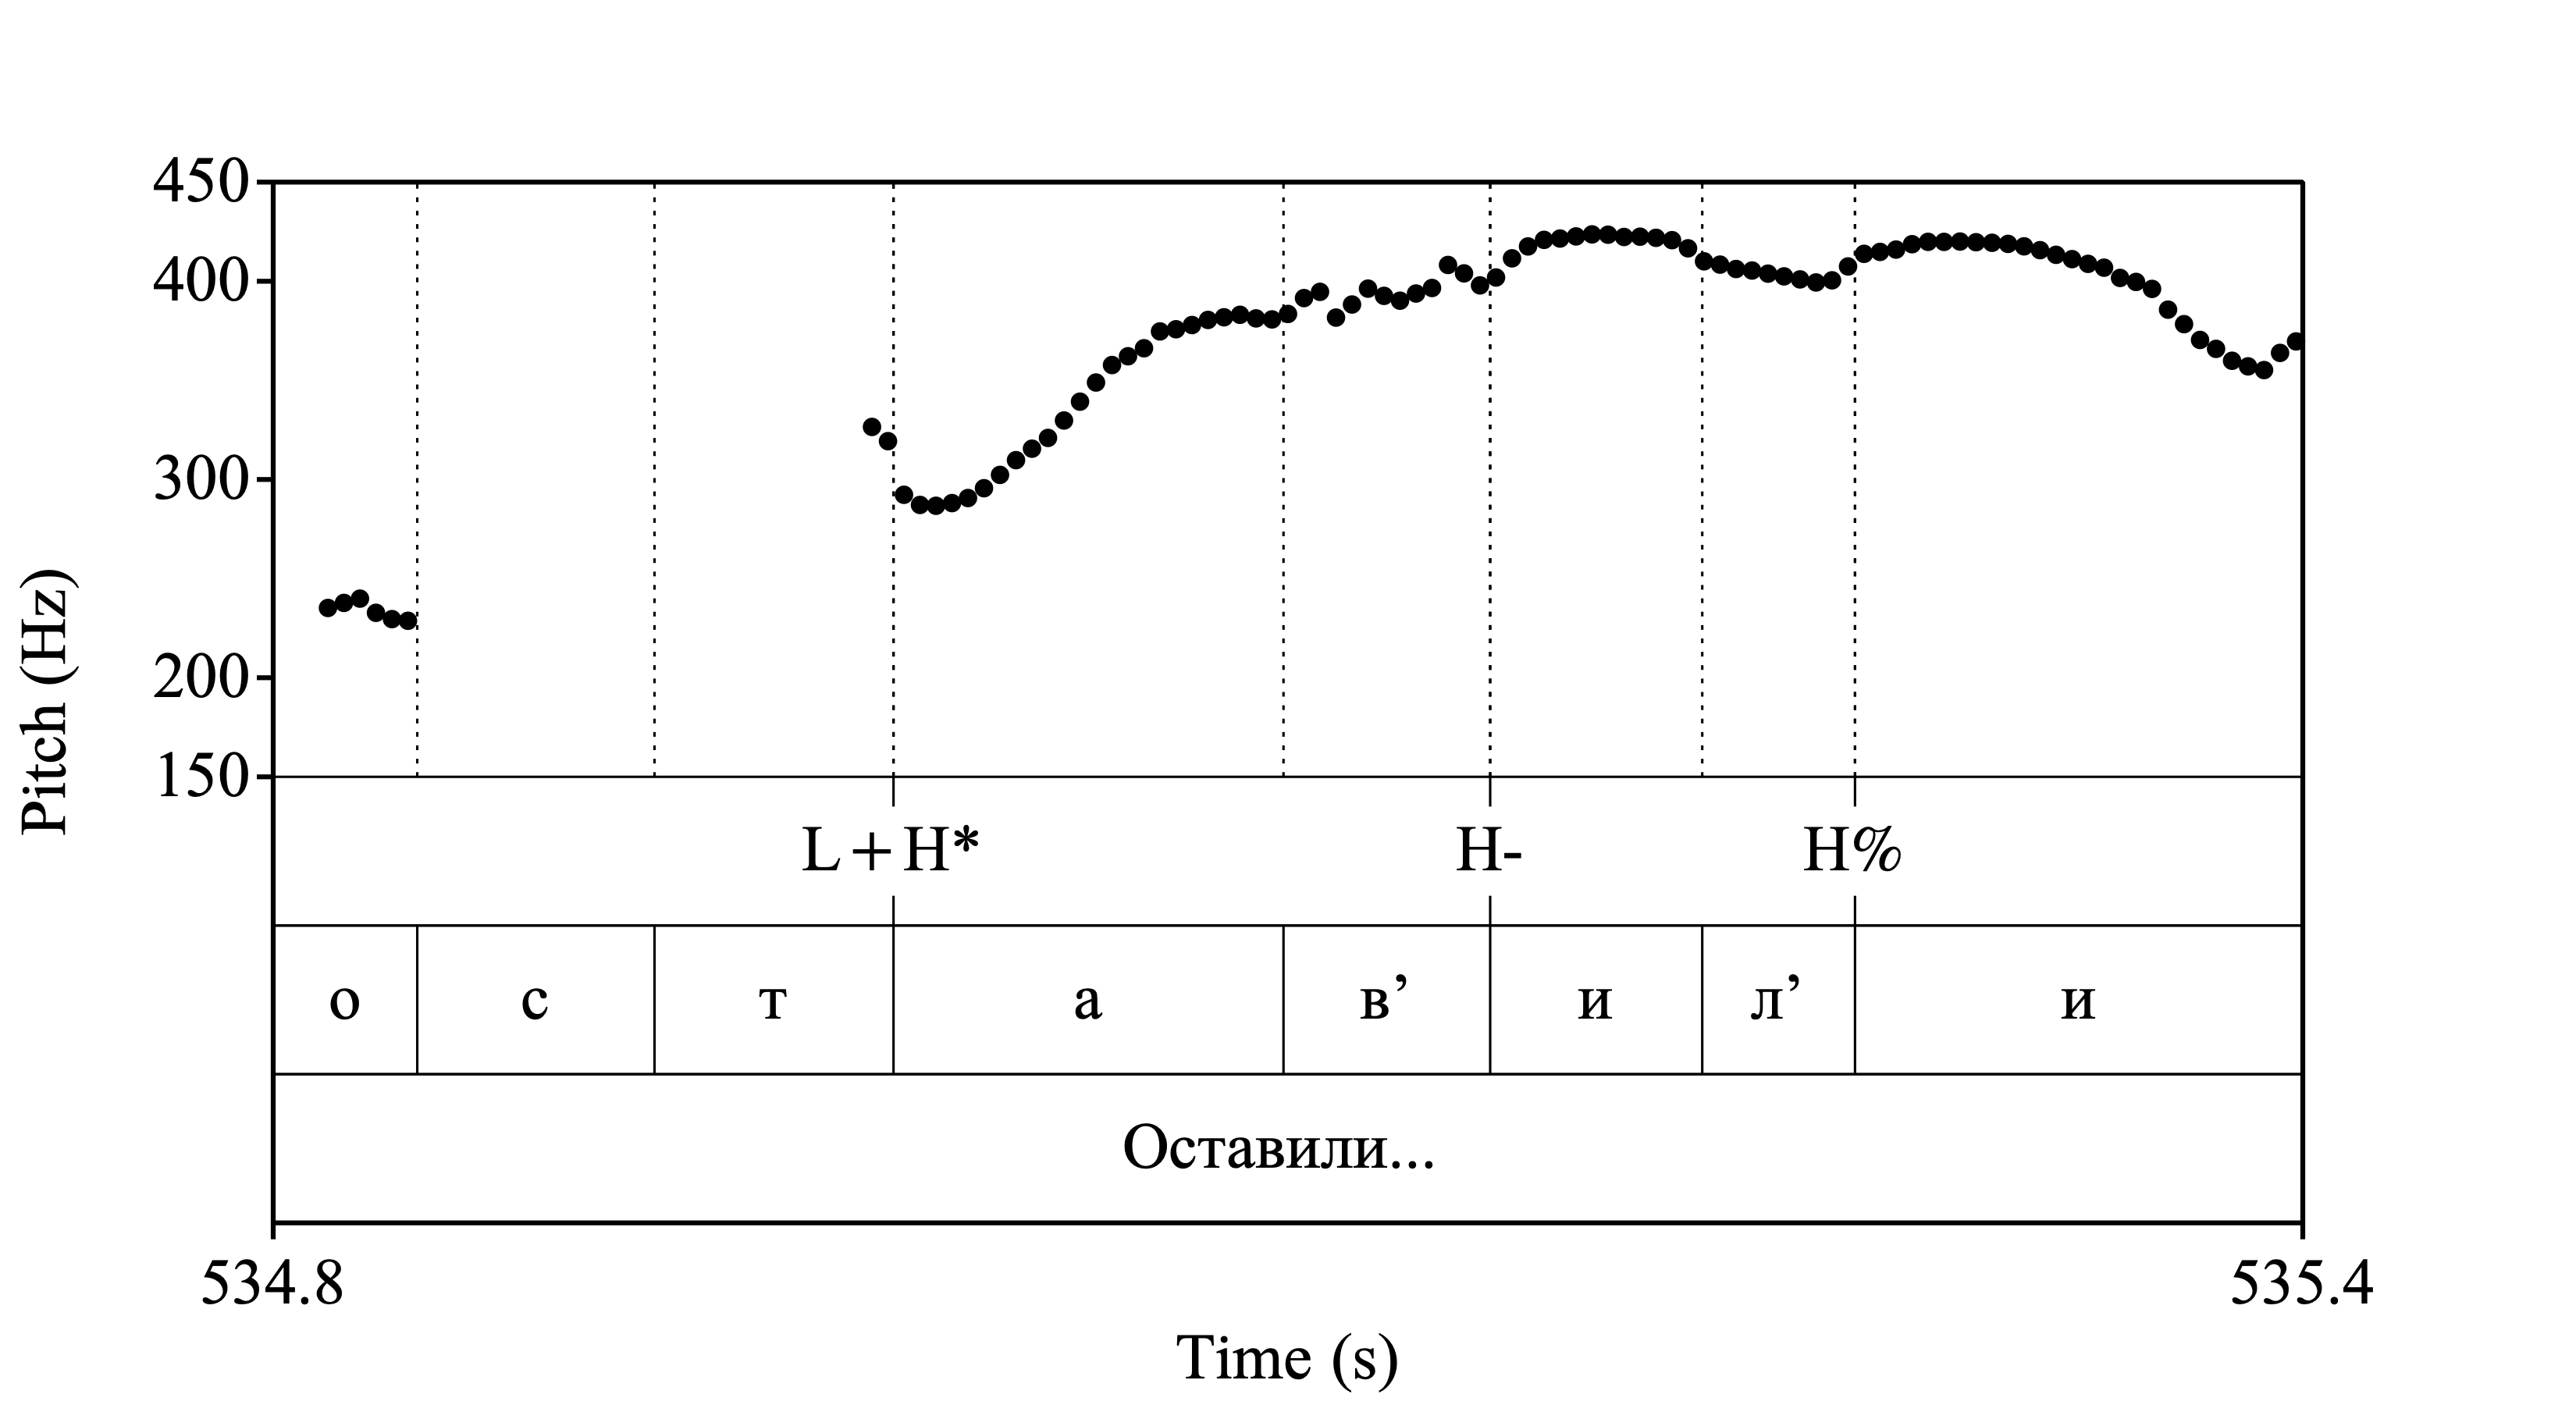 450
400
300
200
150
Pitch (Hz)
L+H* H- H%
о с т а в’ и л’ и
Оставили...
534.8 535.4
Time (s)